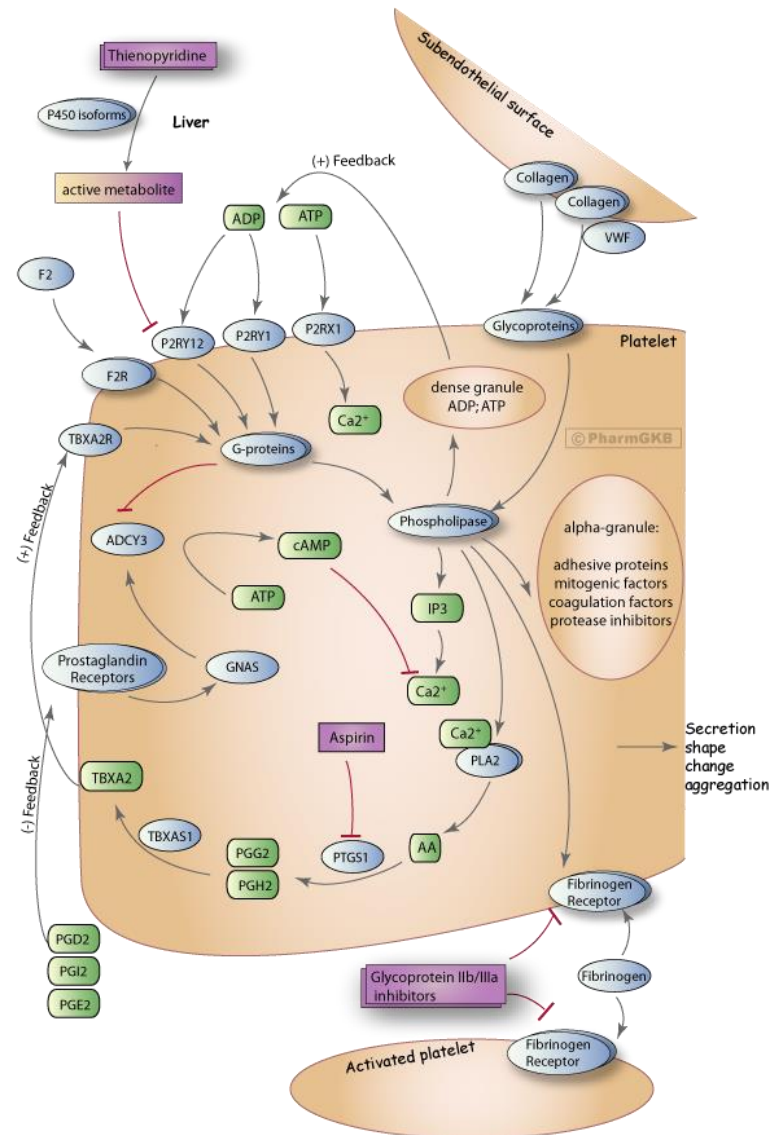 Thienopyridine
P450 isoforms
Liver
active metabolite
Subendothelial surface
(+) Feedback
Collagen
Collagen
VWF
ADP
ATP
F2
P2RY12
P2RY1
P2RX1
Glycoproteins
Platelet
F2R
dense granule
ADP; ATP
Ca2+
TBXA2R
G-proteins
© PharmGKB
(+) Feedback
Phospholipase
alpha-granule:
adhesive proteins
mitogenic factors
coagulation factors
protease inhibitors
ADCY3
cAMP
ATP
IP3
Prostaglandin
Receptors
GNAS
Ca2+
Aspirin
Ca2+
PLA2
Secretion
shape
change
aggregation
TBXA2
(-) Feedback
TBXAS1
PGG2
PGH2
PTGS1
AA
Fibrinogen
Receptor
PGD2
PGI2
PGE2
Glycoprotein IIb/IIIa
inhibitors
Fibrinogen
Activated platelet
Fibrinogen
Receptor